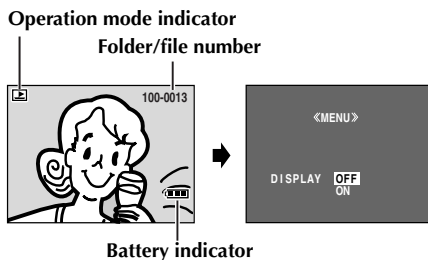 Operation mode indicator
Folder/file number
100-0013
《MENU》
DISPLAY OFF
ON
Battery indicator